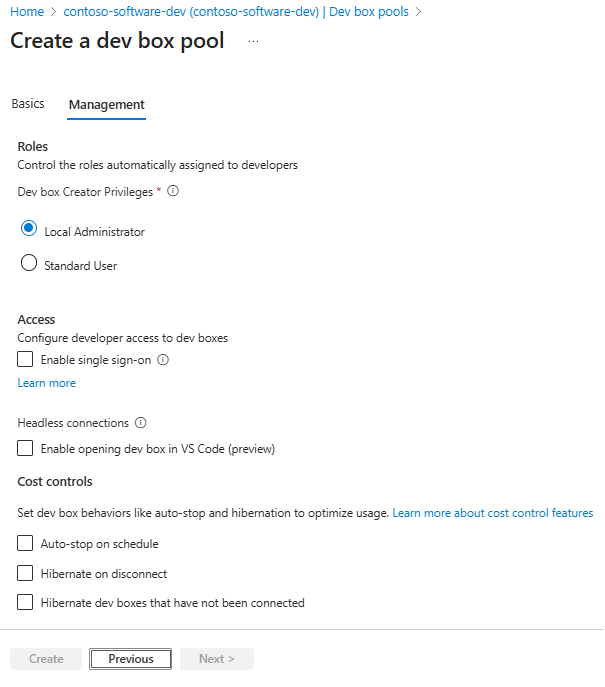 Home > contoso-software-dev (contoso-software-dev) | Dev box pools >
Create a dev box pool ...
Basics Management
Roles
Control the roles automatically assigned to developers
Dev box Creator Privileges *
Local Administrator
Standard User
Access
Configure developer access to dev boxes
Enable single sign-on
Learn more
Headless connections
Enable opening dev box in VS Code (preview)
Cost controls
Set dev box behaviors like auto-stop and hibernation to optimize usage. Learn more about cost control features
Auto-stop on schedule
Hibernate on disconnect
Hibernate dev boxes that have not been connected
Create Previous Next >